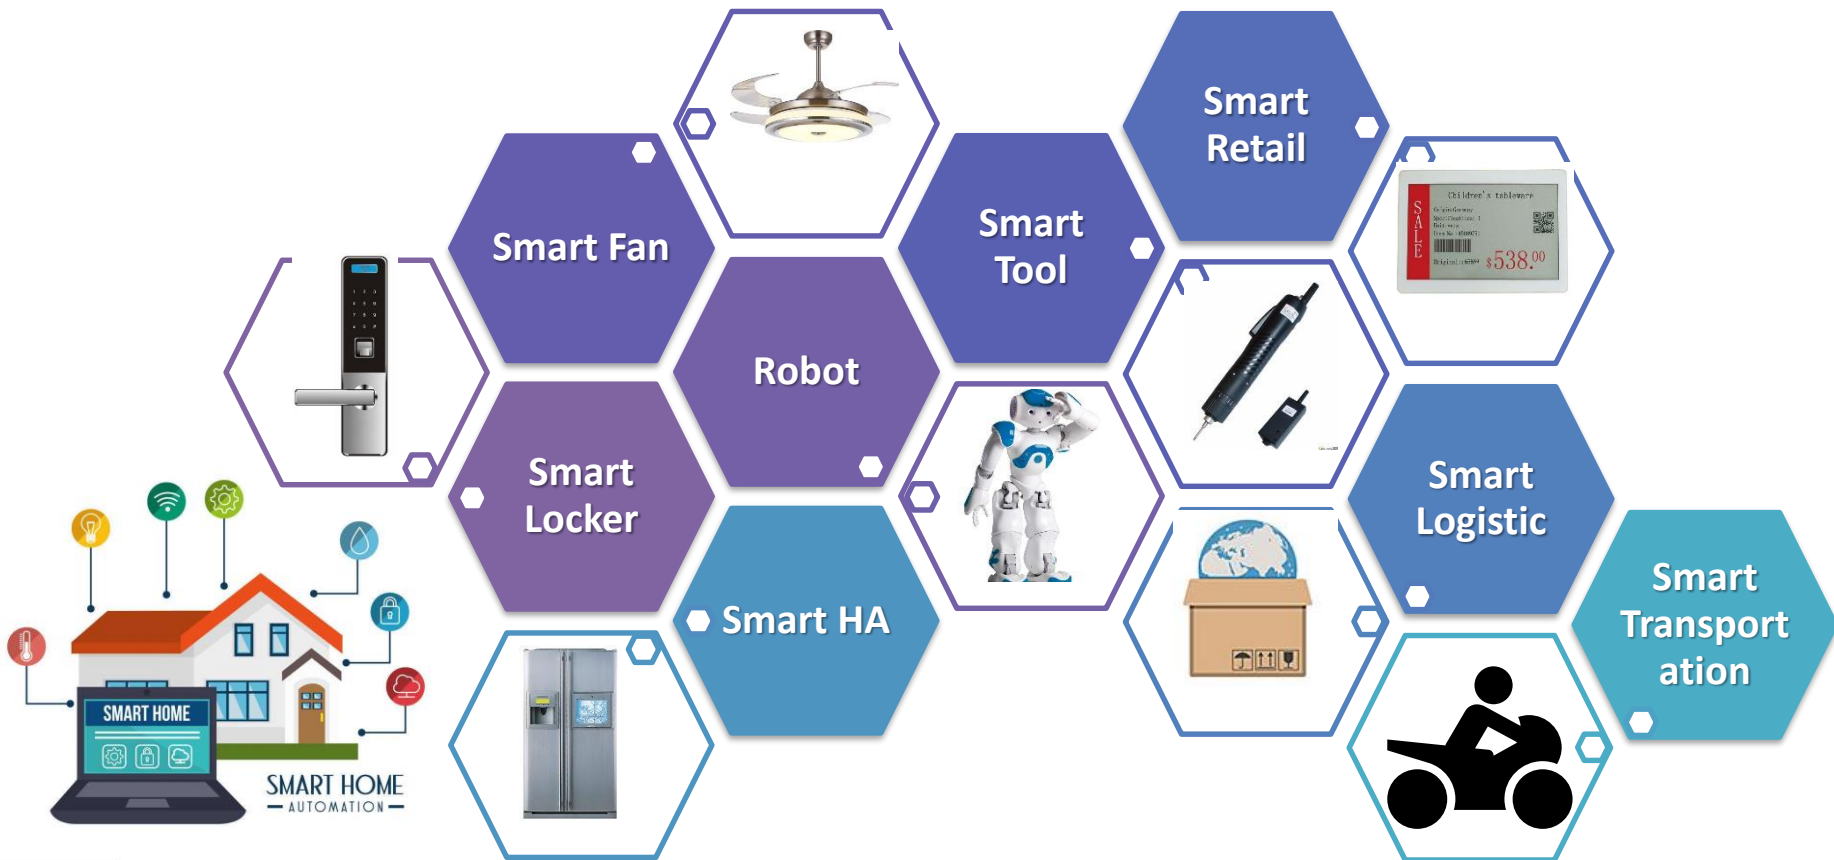 Smart
Retail
Smart Fan
Smart
Tool
Children's tableware
SALE
$538.00
Robot
Smart
Locker
Smart
Logistic
Smart HA
Smart
Transport
ation
SMART HOME
SMART HOME
AUTOMATION